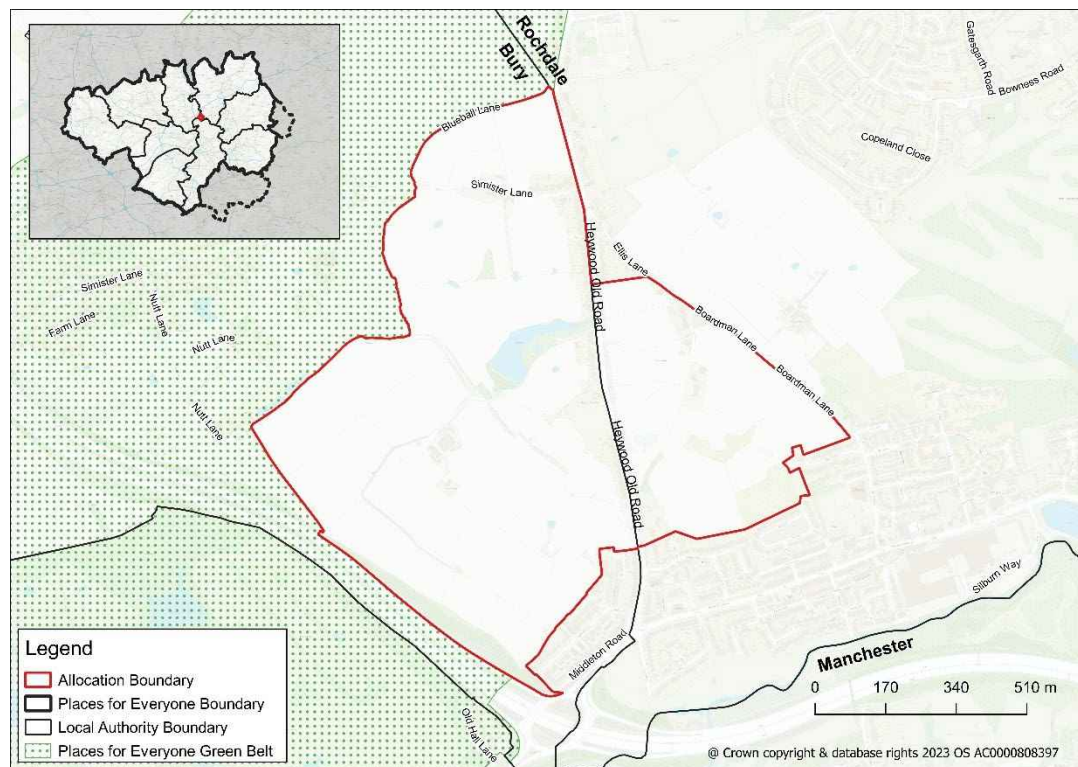 Rochdale
Bury
Gatesgarth Road
Bowness Road
Copeland Close
Blueball Lane
Simister Lane
Heywood Old Road
Ellis Lane
Simister Lane
Nutt Lane
Farm Lane
Nutt Lane
Boardman Lane
Boardman Lane
Nutt Lane
Heywood Old Road
Silburn Way
Middleton Road
Manchester
Old Hall Lane
Legend
Allocation Boundary
Places for Everyone Boundary
Local Authority Boundary
Places for Everyone Green Belt
0 170 340 510 m
@ Crown copyright & database rights 2023 OS AC0000808397